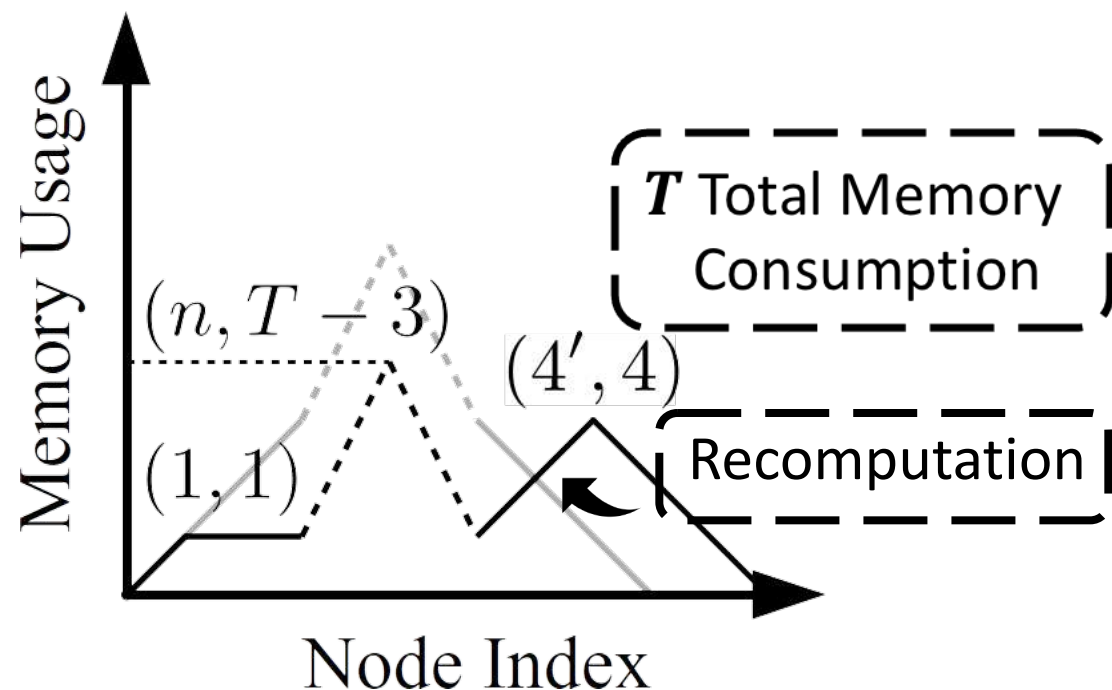 Memory Usage
T Total Memory
Consumption
(n, T − 3)
(4′, 4)
(1, 1)
Recomputation
Node Index